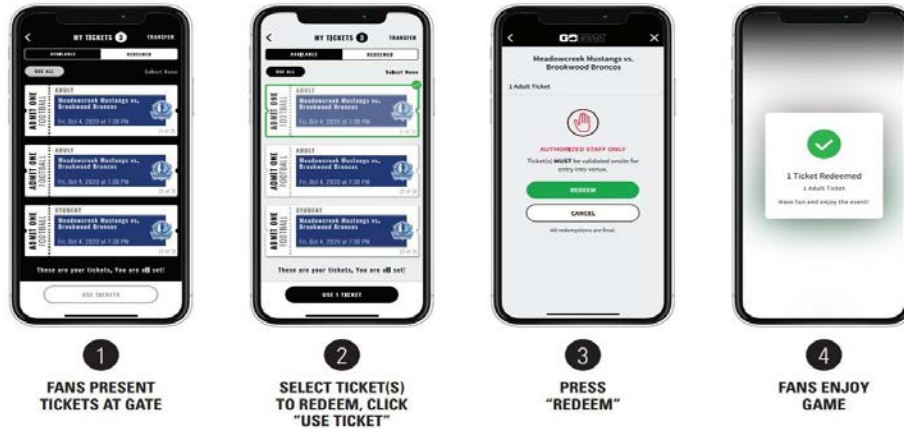 MY TICKETS 3 TRANSFER
AVAILABLE REDEEMED
USE ALL Select None
ADMIT ONE
FOOTBALL
ADULT
Meadowcreek Mustangs vs.
Brookwood Broncos
Fri. Oct 4, 2020 at 7:30 PM
ADMIT ONE
FOOTBALL
ADULT
Meadowcreek Mustangs vs.
Brookwood Broncos
Fri. Oct 4, 2020 at 7:30 PM
ADMIT ONE
FOOTBALL
STUDENT
Meadowcreek Mustangs vs.
Brookwood Broncos
Fri. Oct 4, 2020 at 7:30 PM
These are your tickets, You are all set!
USE TICKETS
1
FANS PRESENT
TICKETS AT GATE
MY TICKETS 3 TRANSFER
AVAILABLE REDEEMED
USE ALL Select None
ADMIT ONE
FOOTBALL
ADULT
Meadowcreek Mustangs vs.
Brookwood Broncos
Fri. Oct 4, 2020 at 7:30 PM
ADMIT ONE
FOOTBALL
ADULT
Meadowcreek Mustangs vs.
Brookwood Broncos
Fri. Oct 4, 2020 at 7:30 PM
ADMIT ONE
FOOTBALL
STUDENT
Meadowcreek Mustangs vs.
Brookwood Broncos
Fri. Oct 4, 2020 at 7:30 PM
These are your tickets, You are all set!
USE 1 TICKET
2
SELECT TICKET(S)
TO REDEEM, CLICK
"USE TICKET"
Meadowcreek Mustangs vs.
Brookwood Broncos
1 Adult Ticket
AUTHORIZED STAFF ONLY
Ticket(s) MUST be validated onsite for
entry into venue.
REDEEM
CANCEL
All redemptions are final.
3
PRESS
"REDEEM"
1 Ticket Redeemed
1 Adult Ticket
Have fun and enjoy the event!
4
FANS ENJOY
GAME